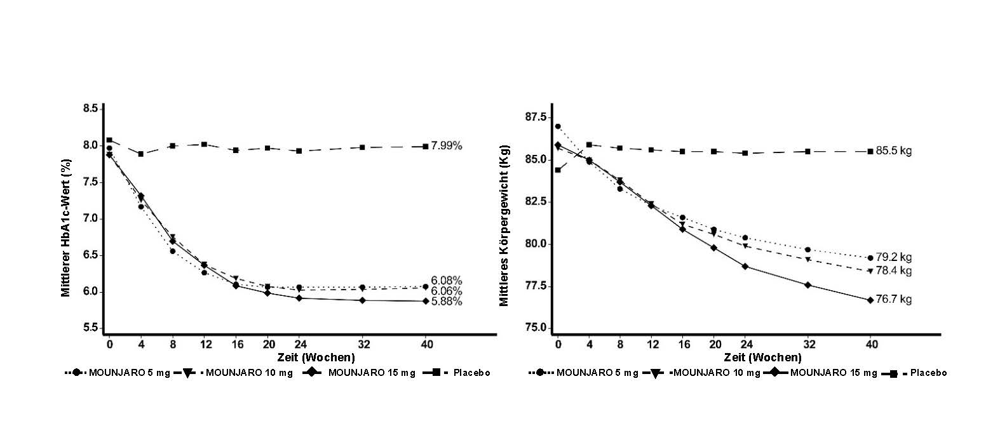 Mittlerer HbA1c-Wert (%)
8.5
8.0
7.5
7.0
6.5
6.0
5.5
7.99%
6.08%
6.06%
5.88%
0 4 8 12 16 20 24 32 40
Zeit (Wochen)
MOUNJARO 5 mg MOUNJARO 10 mg MOUNJARO 15 mg Placebo
Mittleres Körpergewicht (Kg)
87.5
85.0
82.5
80.0
77.5
75.0
85.5 kg
79.2 kg
78.4 kg
76.7 kg
0 4 8 12 16 20 24 32 40
Zeit (Wochen)
MOUNJARO 5 mg MOUNJARO 10 mg MOUNJARO 15 mg Placebo